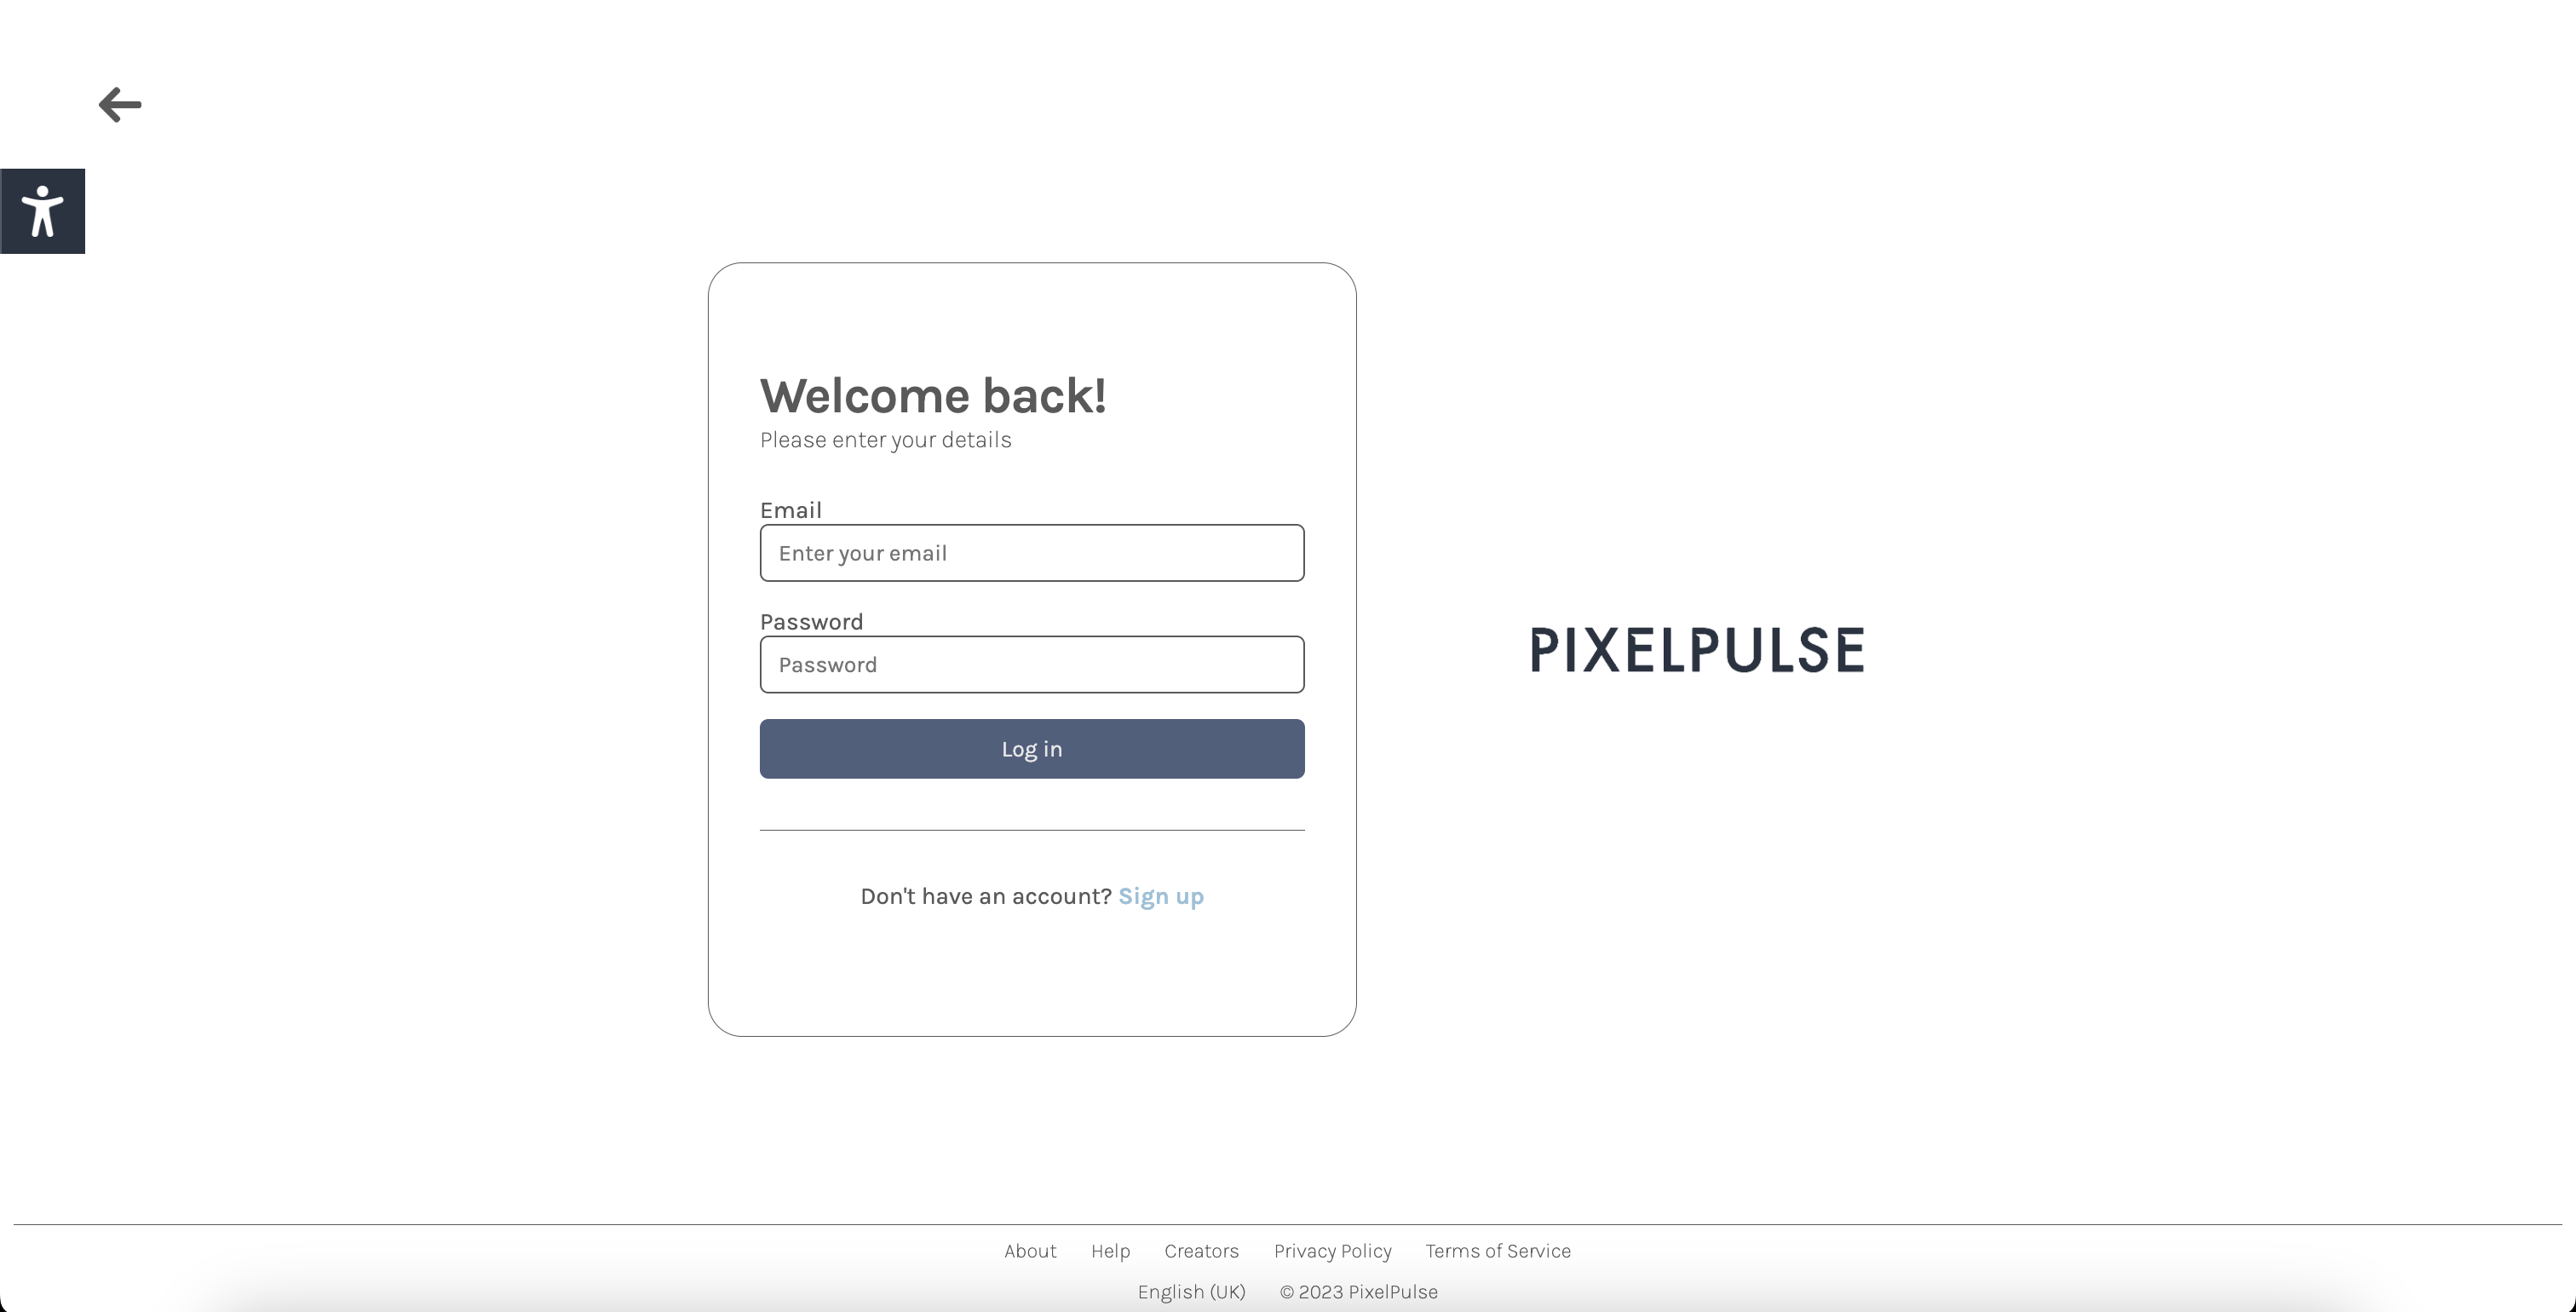 Welcome back!
Please enter your details
Email
Enter your email
Password
Password
Log in
Don't have an account? Sign up
PIXELPULSE
About Help Creators Privacy Policy Terms of Service
English (UK) © 2023 PixelPulse